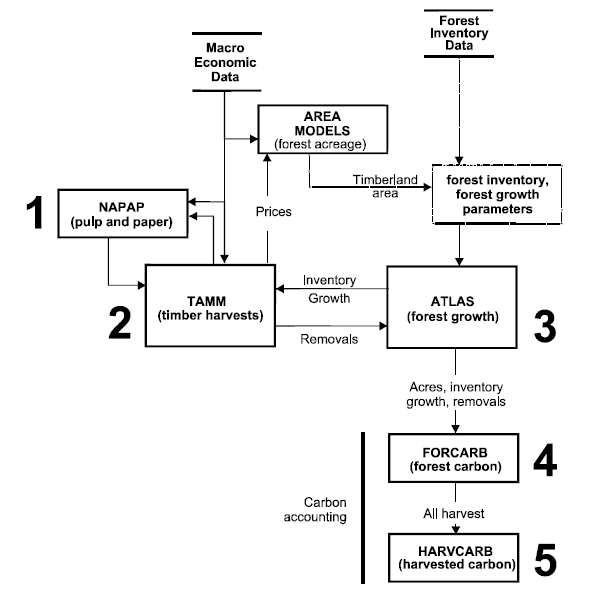 Macro
Economic
Data
Forest
Inventory
Data
AREA
MODELS
(forest acreage)
Timberland
area
forest inventory,
forest growth
parameters
1
NAPAP
(pulp and paper)
Prices
2
TAMM
(timber harvests)
Inventory
Growth
Removals
ATLAS
(forest growth)
3
Acres, inventory
growth, removals
FORCARB
(forest carbon)
4
Carbon
accounting
All harvest
HARVCARB
(harvested carbon)
5